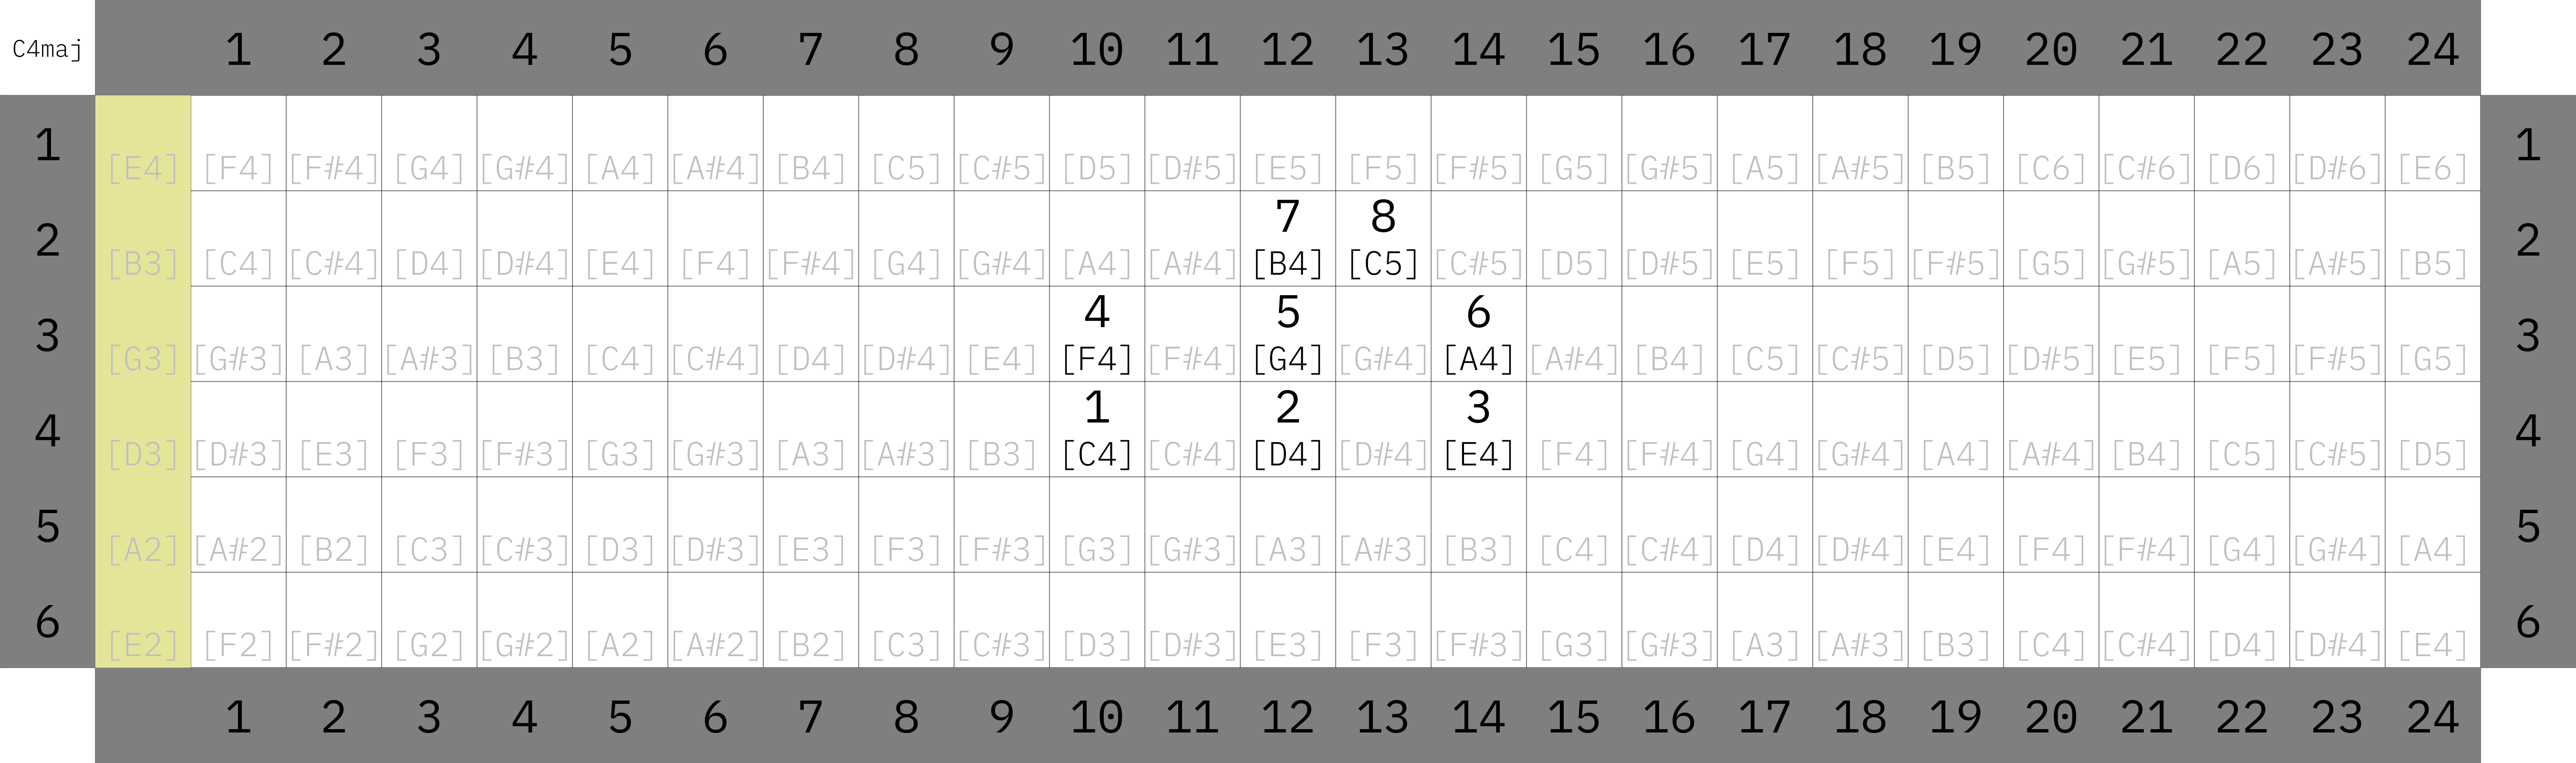 C4maj 1 2 3 4 5 6 7 8 9 10 11 12 13 14 15 16 17 18 19 20 21 22 23 24
1 [E4] [F4] [F#4] [G4] [G#4] [A4] [A#4] [B4] [C5] [C#5] [D5] [D#5] [E5] [F5] [F#5] [G5] [G#5] [A5] [A#5] [B5] [C6] [C#6] [D6] [D#6] [E6] 1
7 8
2 [B3] [C4] [C#4] [D4] [D#4] [E4] [F4] [F#4] [G4] [G#4] [A4] [A#4] [B4] [C5] [C#5] [D5] [D#5] [E5] [F5] [F#5] [G5] [G#5] [A5] [A#5] [B5] 2
4 5 6
3 [G3] [G#3] [A3] [A#3] [B3] [C4] [C#4] [D4] [D#4] [E4] [F4] [F#4] [G4] [G#4] [A4] [A#4] [B4] [C5] [C#5] [D5] [D#5] [E5] [F5] [F#5] [G5] 3
1 2 3
4 [D3] [D#3] [E3] [F3] [F#3] [G3] [G#3] [A3] [A#3] [B3] [C4] [C#4] [D4] [D#4] [E4] [F4] [F#4] [G4] [G#4] [A4] [A#4] [B4] [C5] [C#5] [D5] 4
5 [A2] [A#2] [B2] [C3] [C#3] [D3] [D#3] [E3] [F3] [F#3] [G3] [G#3] [A3] [A#3] [B3] [C4] [C#4] [D4] [D#4] [E4] [F4] [F#4] [G4] [G#4] [A4] 5
6 [E2] [F2] [F#2] [G2] [G#2] [A2] [A#2] [B2] [C3] [C#3] [D3] [D#3] [E3] [F3] [F#3] [G3] [G#3] [A3] [A#3] [B3] [C4] [C#4] [D4] [D#4] [E4] 6
1 2 3 4 5 6 7 8 9 10 11 12 13 14 15 16 17 18 19 20 21 22 23 24